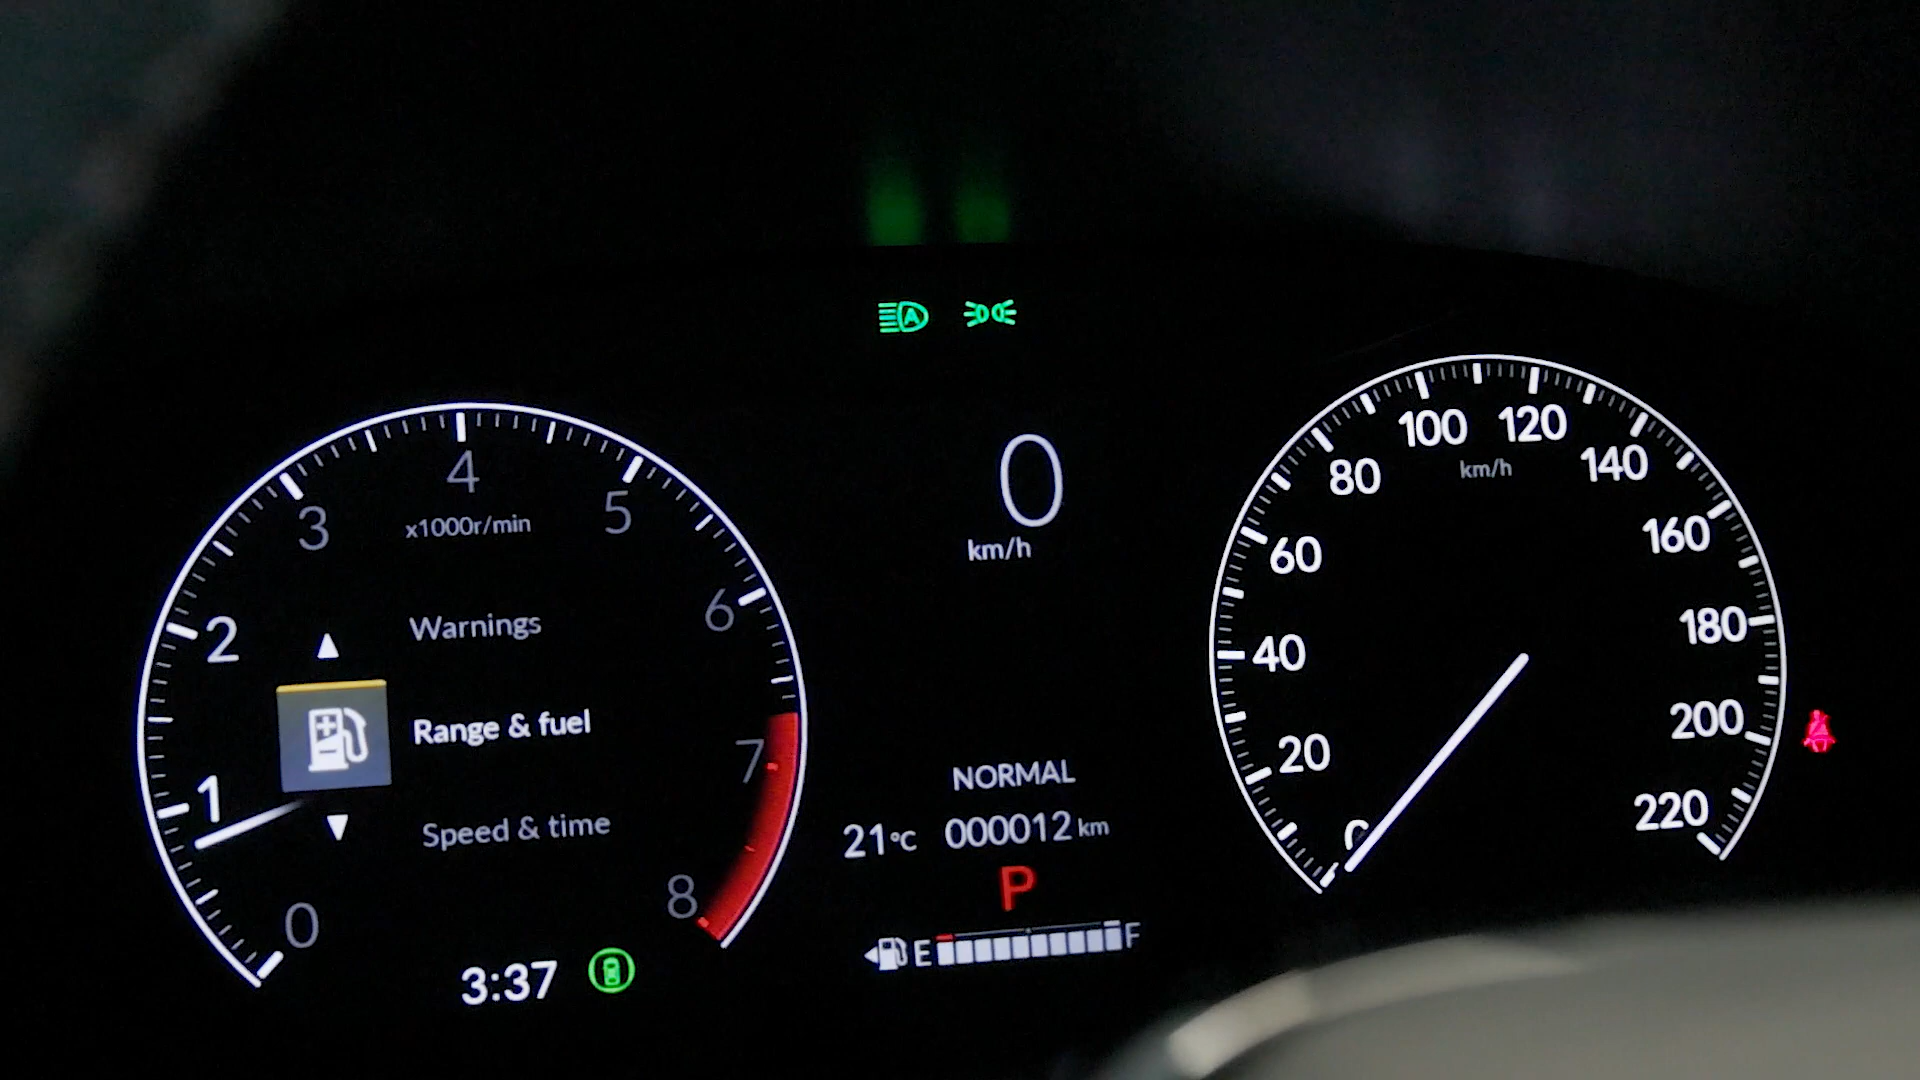 A
4
3
5
x1000r/min
2
Warnings
6
Range & fuel
7
1
Speed & time
8
0
3:37
0
km/h
NORMAL
21°C 000012 km
P
E F
100 120
80 km/h 140
60 160
40 180
20 200
0 220